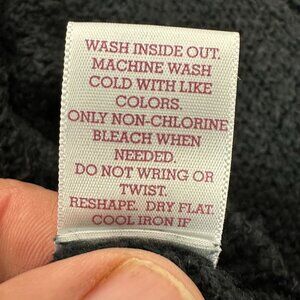 WASH INSIDE OUT.
MACHINE WASH
COLD WITH LIKE
COLORS.
ONLY NON-CHLORINE
BLEACH WHEN
NEEDED.
DO NOT WRING OR
TWIST.
RESHAPE. DRY FLAT.
COOL IRON IF